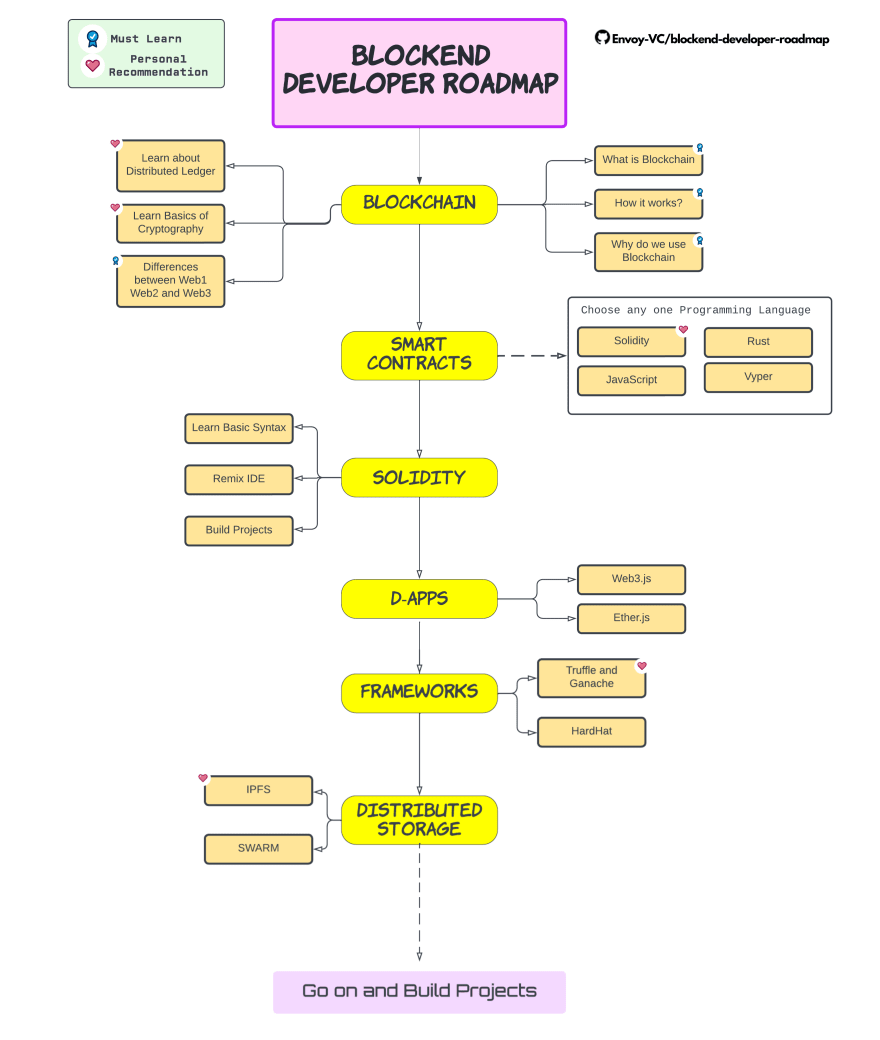 Must Learn
Personal
Recommendation
BLOCKEND
DEVELOPER ROADMAP
Envoy-VC/blockend-developer-roadmap
Learn about
Distributed Ledger
Learn Basics of
Cryptography
Differences
between Web1
Web2 and Web3
BLOCKCHAIN
What is Blockchain
How it works?
Why do we use
Blockchain
SMART
CONTRACTS
Choose any one Programming Language
Solidity
Rust
JavaScript
Vyper
Learn Basic Syntax
Remix IDE
Build Projects
SOLIDITY
D-APPS
Web3.js
Ether.js
FRAMEWORKS
Truffle and
Ganache
HardHat
IPFS
SWARM
DISTRIBUTED
STORAGE
Go on and Build Projects